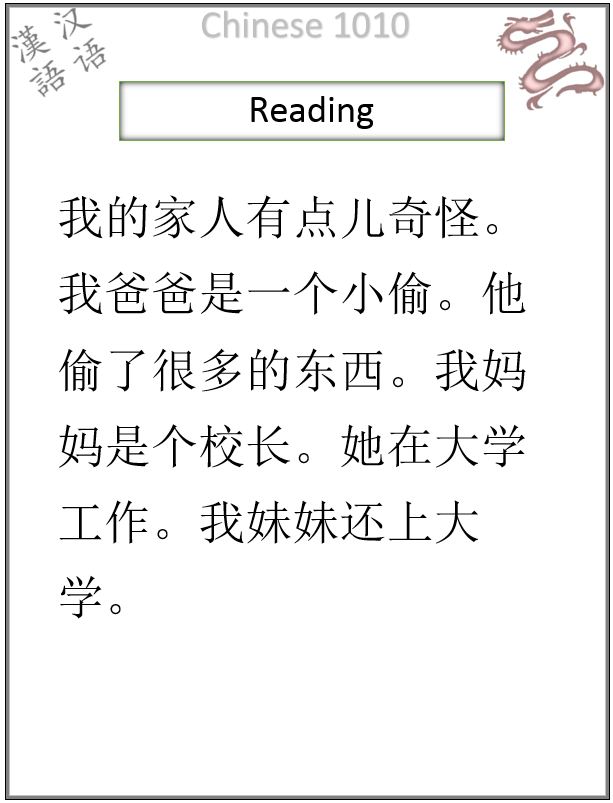 漢 汉
語 语
Chinese 1010
Reading
我的家人有点儿奇怪。
我爸爸是一个小偷。他
偷了很多的东西。我妈
妈是个校长。她在大学
工作。我妹妹还上大
学。